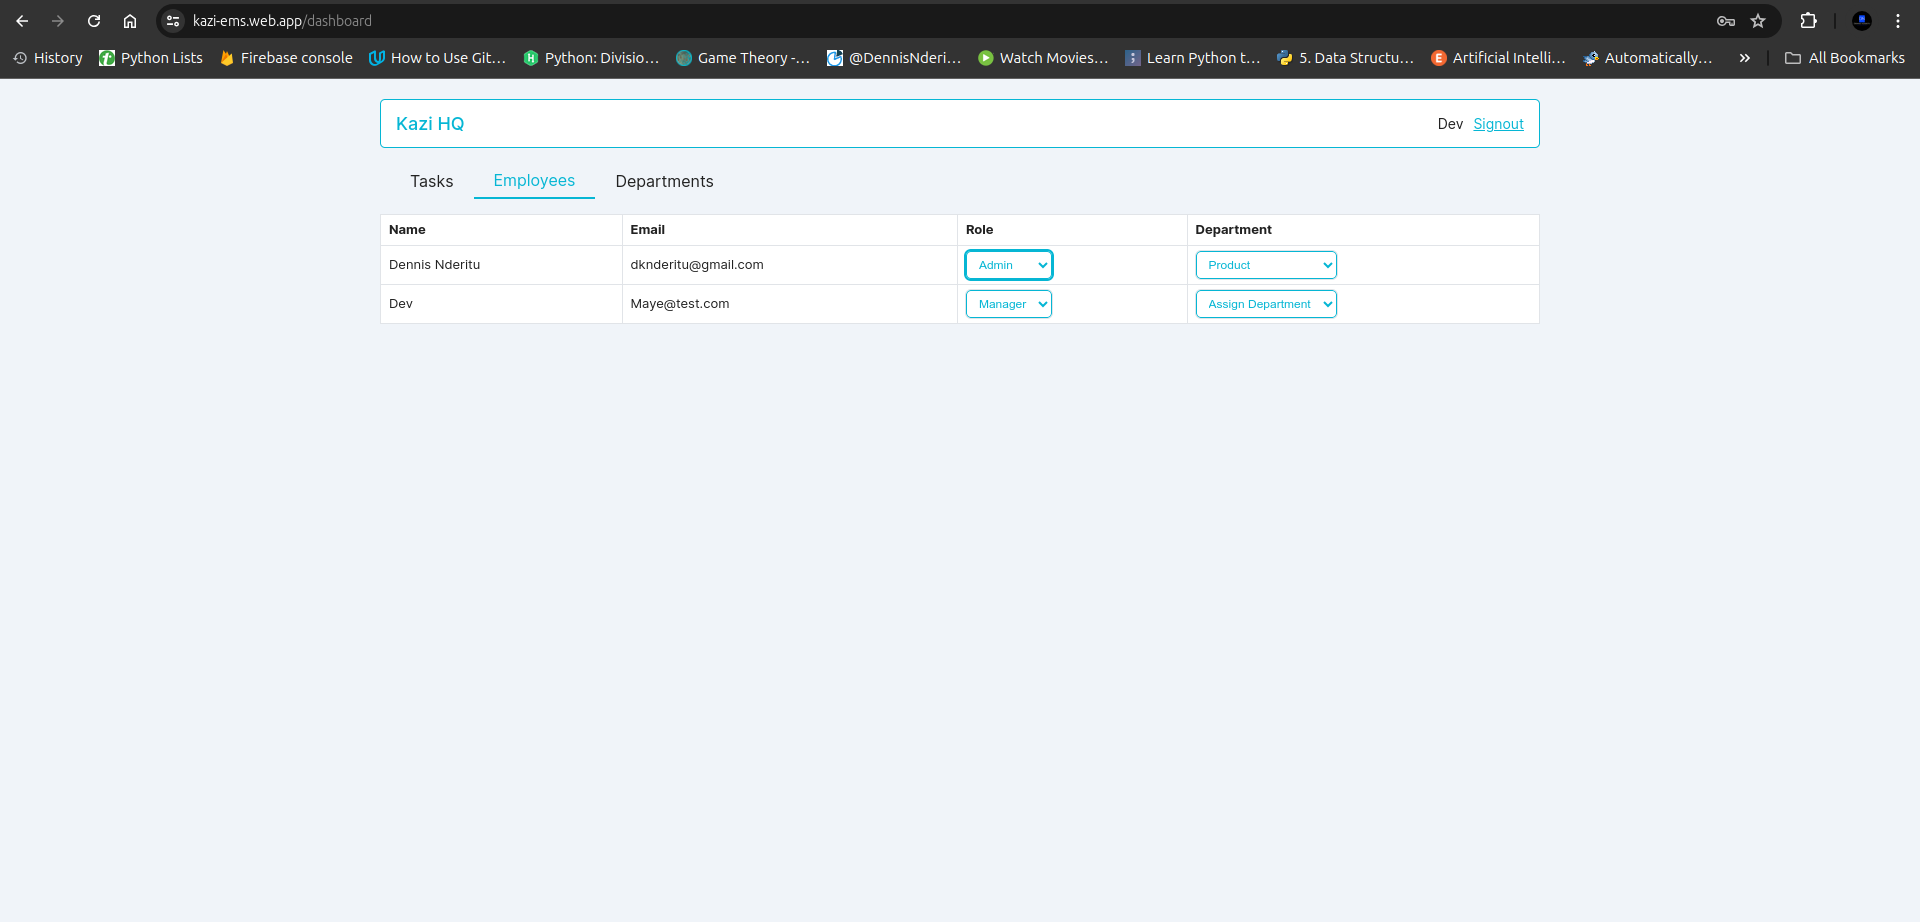 kazi-ems.web.app/dashboard
History Python Lists Firebase console How to Use Git... Python: Divisio... Game Theory -... @DennisNderi... Watch Movies... Learn Python t... 5. Data Structu... Artificial Intelli... Automatically... All Bookmarks
Kazi HQ Dev Signout
Tasks Employees Departments
Name Email Role Department
Dennis Nderitu dknderitu@gmail.com Admin Product
Dev Maye@test.com Manager Assign Department